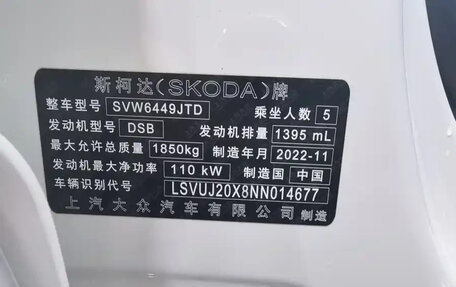 斯柯达(SKODA)牌
整车型号 SVW6449JTD 乘坐人数 5
发动机型号 DSB 发动机排量 1395 mL
最大允许总质量 1850kg 制造年月 2022-11
发动机最大净功率 110 kW 制造国 中国
车辆识别代号 LSVUJ20X8NN014677
上汽大众汽车有限公司 制造